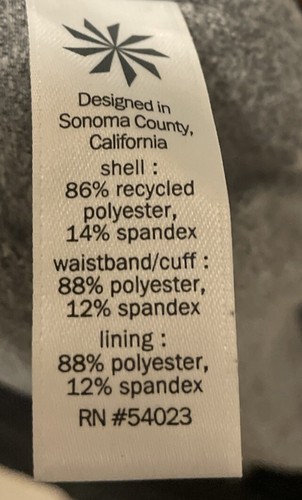 Designed in
Sonoma County,
California
shell :
86% recycled
polyester,
14% spandex
waistband/cuff :
88% polyester,
12% spandex
lining :
88% polyester,
12% spandex
RN #54023